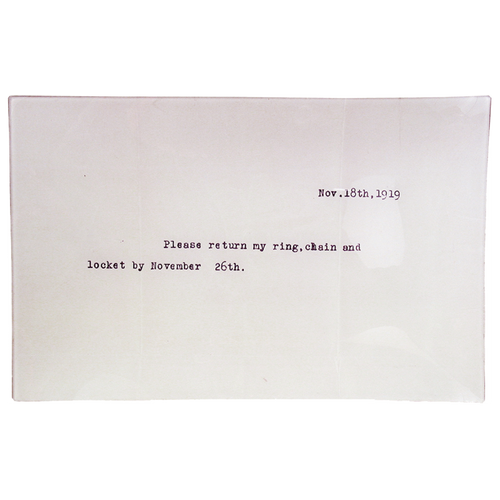 Nov.18th,1919
Please return my ring,chain and
locket by November 26th.